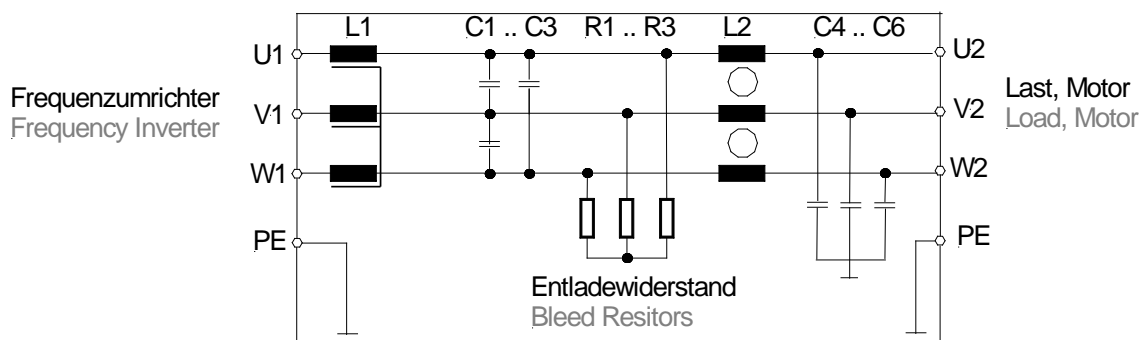 L1 C1 .. C3 R1 .. R3 L2 C4 .. C6
U1 U2
Frequenzumrichter
Frequency Inverter
V1 V2
Last, Motor
Load, Motor
W1 W2
PE PE
Entladewiderstand
Bleed Resitors